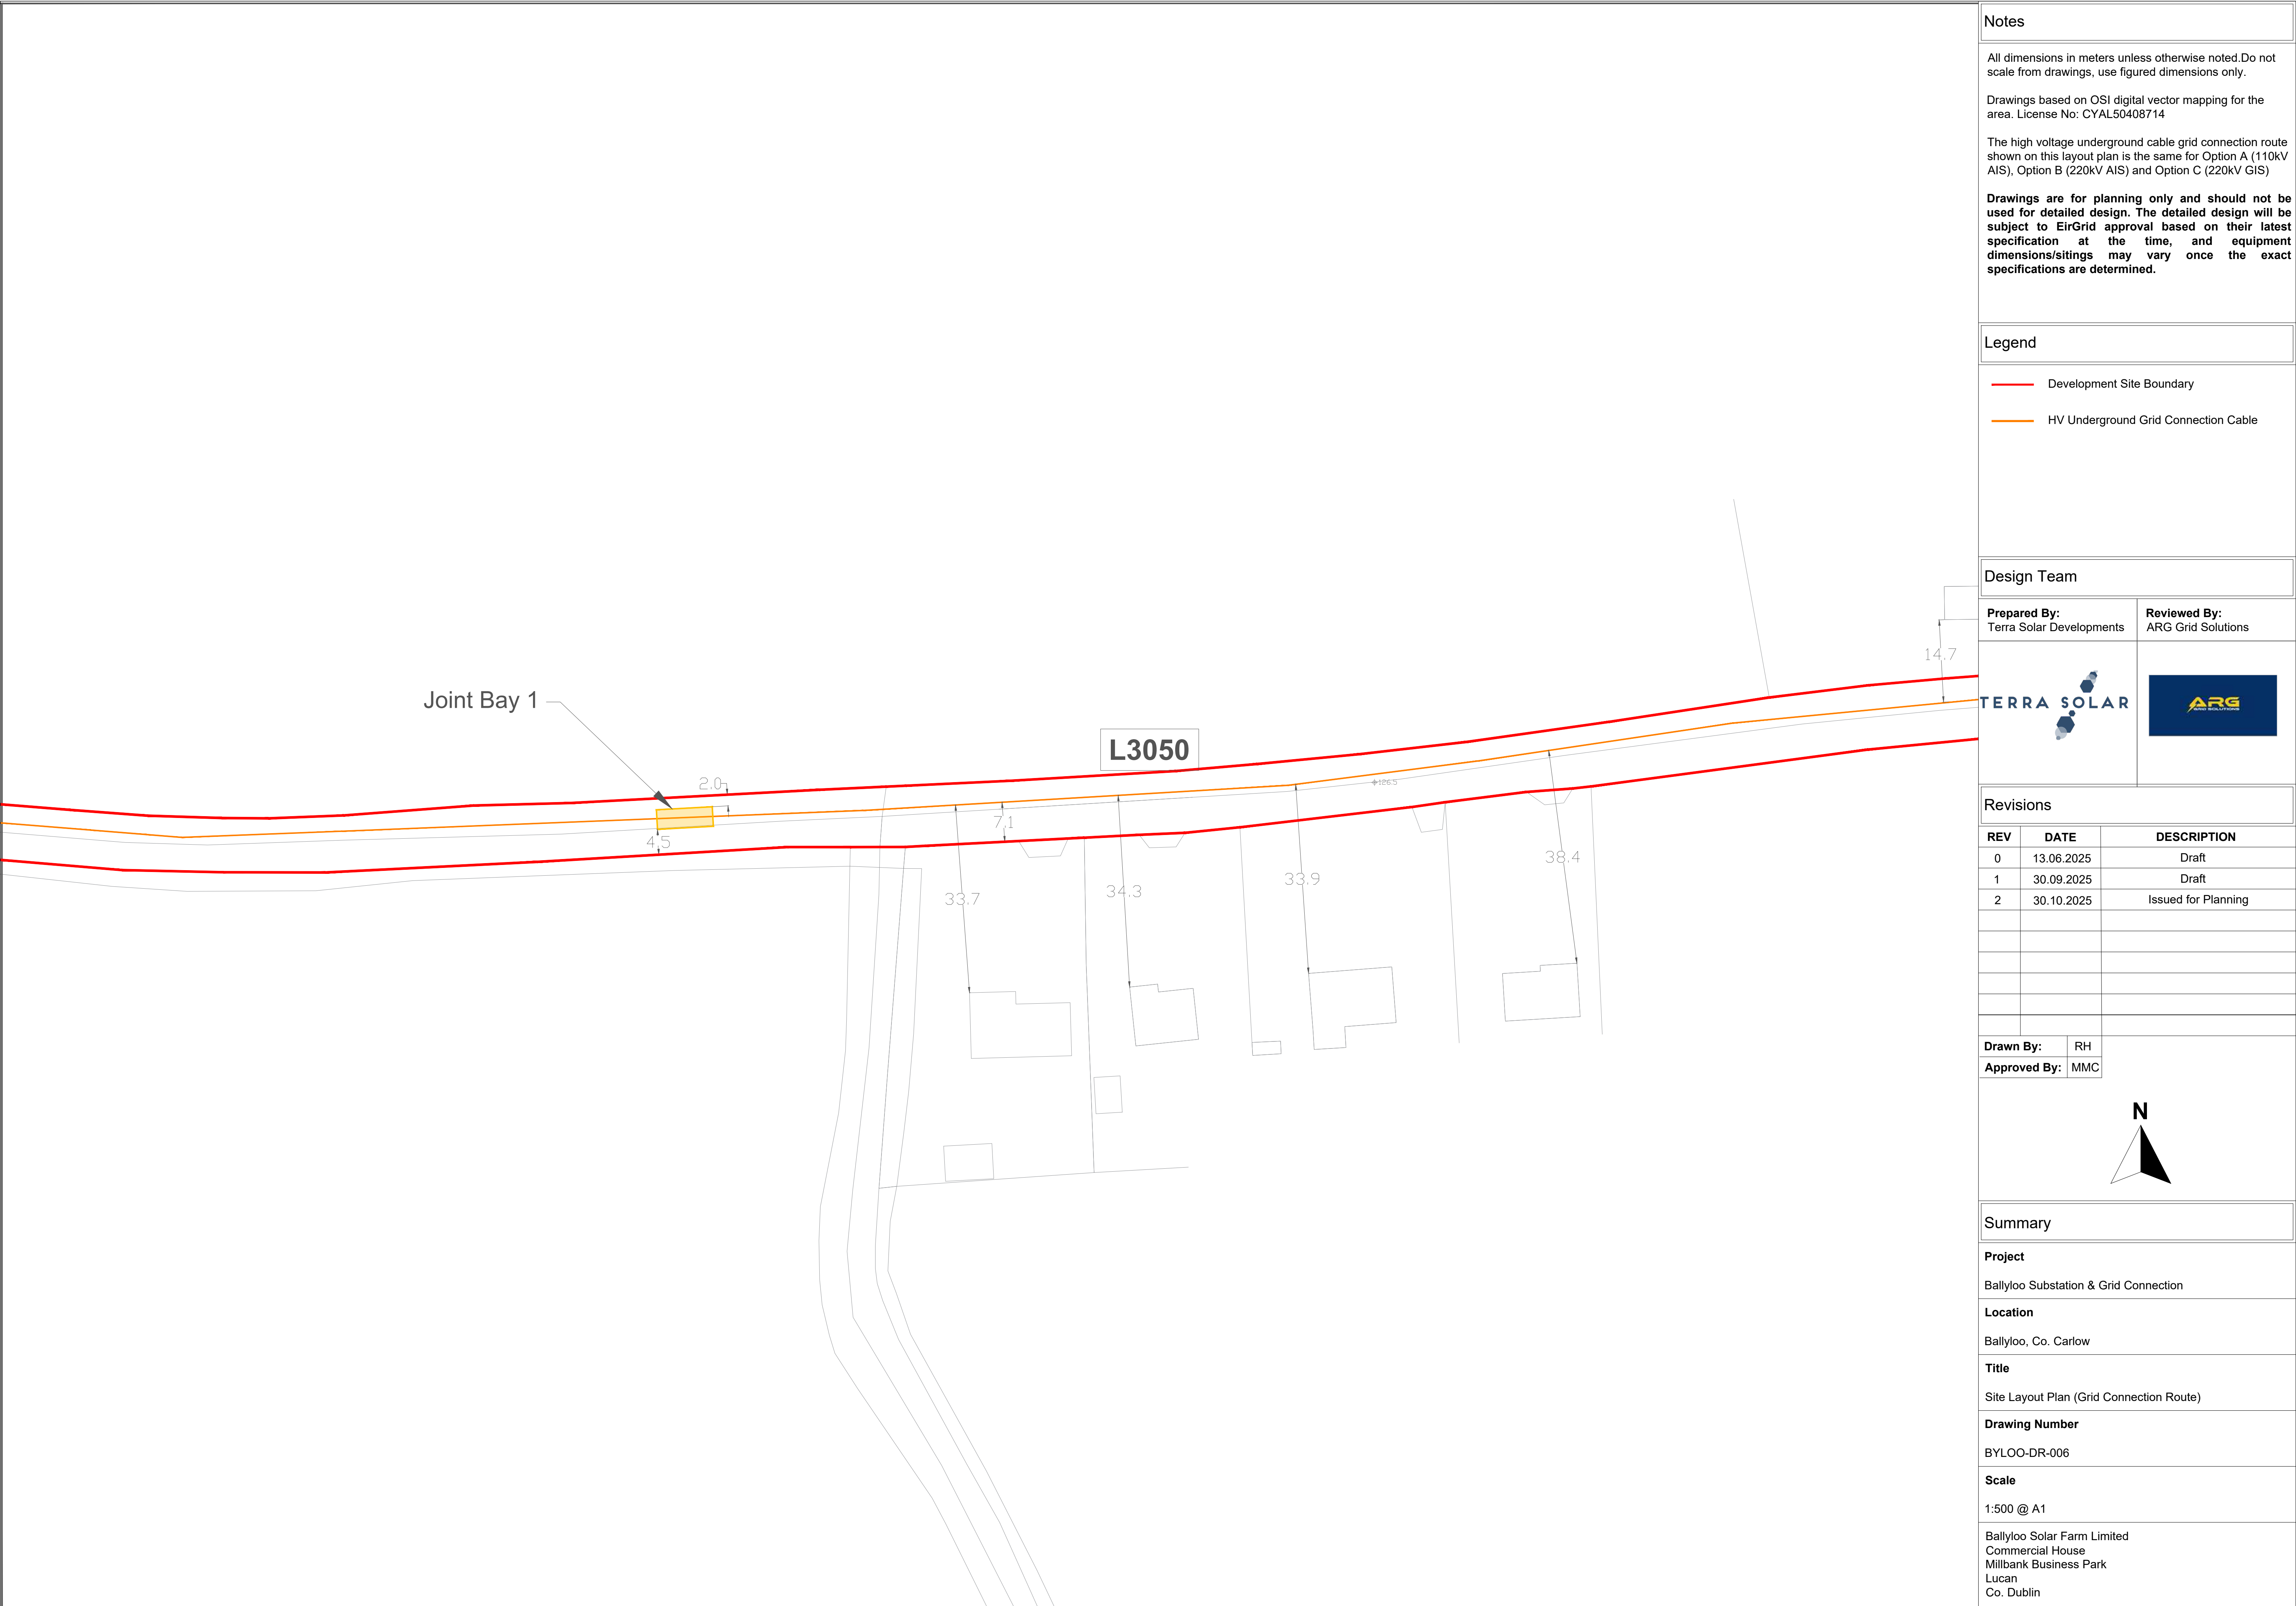 Joint Bay 1
2.0
4.5
L3050
7.1
33.7
34.3
33.9
38.4
126.5
14.7
Notes
All dimensions in meters unless otherwise noted.Do not
scale from drawings, use figured dimensions only.
Drawings based on OSI digital vector mapping for the
area. License No: CYAL50408714
The high voltage underground cable grid connection route
shown on this layout plan is the same for Option A (110kV
AIS), Option B (220kV AIS) and Option C (220kV GIS)
Drawings are for planning only and should not be
used for detailed design. The detailed design will be
subject to EirGrid approval based on their latest
specification at the time, and equipment
dimensions/sitings may vary once the exact
specifications are determined.
Legend
Development Site Boundary
HV Underground Grid Connection Cable
Design Team
Prepared By:
Terra Solar Developments
Reviewed By:
ARG Grid Solutions
TERRA SOLAR
ARG
GRID SOLUTIONS
Revisions
REV DATE DESCRIPTION
0 13.06.2025 Draft
1 30.09.2025 Draft
2 30.10.2025 Issued for Planning
Drawn By: RH
Approved By: MMC
N
Summary
Project
Ballyloo Substation & Grid Connection
Location
Ballyloo, Co. Carlow
Title
Site Layout Plan (Grid Connection Route)
Drawing Number
BYLOO-DR-006
Scale
1:500 @ A1
Ballyloo Solar Farm Limited
Commercial House
Millbank Business Park
Lucan
Co. Dublin